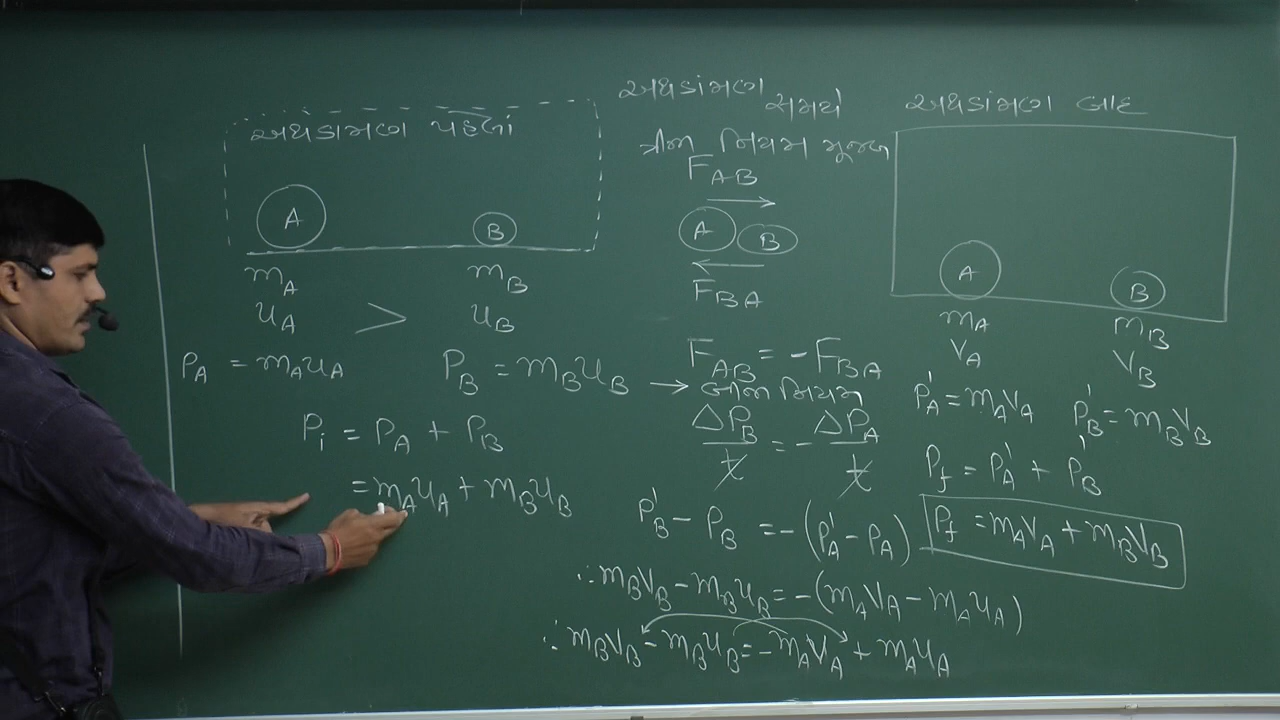 અથડામણ પહેલાં
A B
m_A m_B
u_A > u_B
P_A = m_A u_A P_B = m_B u_B →
P_i = P_A + P_B
= m_A u_A + m_B u_B
અથડામણ
સમયે
નિયમ મુજબ
F_AB
A B
F_BA
F_AB = -F_BA
નિયમ
ΔP_B/t = - ΔP_A/t
P'_B - P_B = -(P'_A - P_A)
∴ m_B V_B - m_B u_B = -(m_A V_A - m_A u_A)
∴ m_B V_B - m_B u_B = -m_A V_A + m_A u_A
અથડામણ બાદ
A B
m_A m_B
V_A V_B
P'_A = m_A V_A P'_B = m_B V_B
P_f = P'_A + P'_B
P_f = m_A V_A + m_B V_B